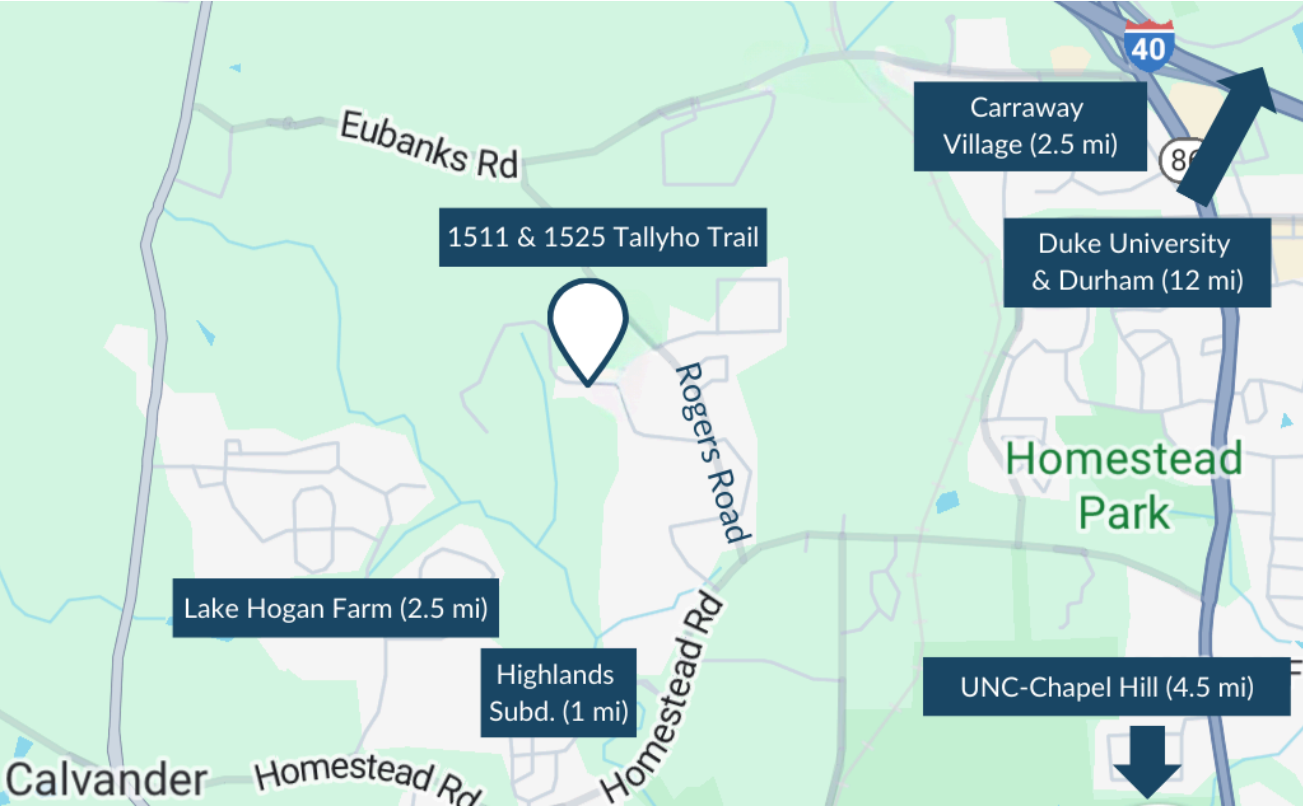 40
Eubanks Rd
Carraway
Village (2.5 mi)
1511 & 1525 Tallyho Trail
Duke University
& Durham (12 mi)
Rogers Road
Homestead
Park
Lake Hogan Farm (2.5 mi)
Highlands
Subd. (1 mi)
Homestead Rd
UNC-Chapel Hill (4.5 mi)
Calvander
Homestead Rd